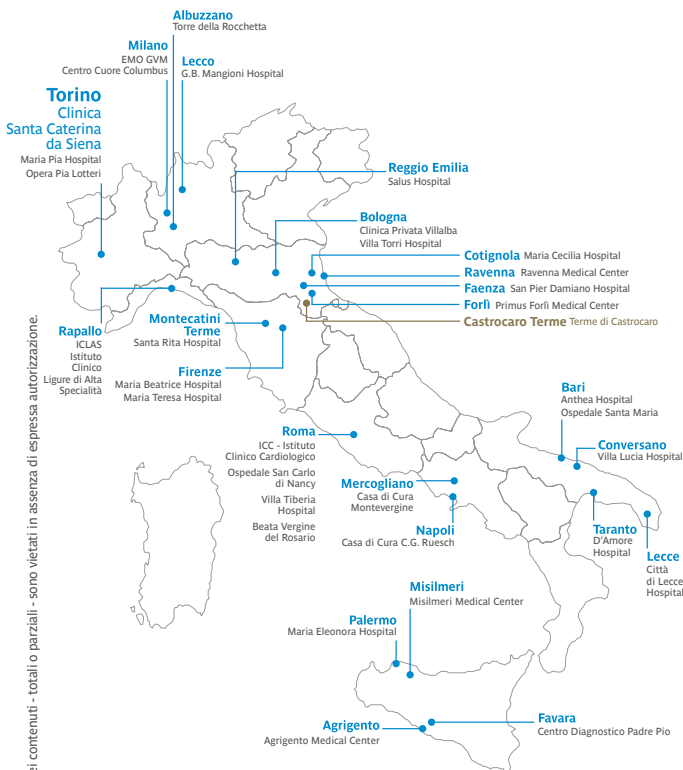 Albuzzano
Torre della Rocchetta
Milano
EMO GVM
Centro Cuore Columbus
Lecco
G.B. Mangioni Hospital
Torino
Clinica
Santa Caterina
da Siena
Maria Pia Hospital
Opera Pia Lotteri
Reggio Emilia
Salus Hospital
Bologna
Clinica Privata Villalba
Villa Torri Hospital
Cotignola Maria Cecilia Hospital
Ravenna Ravenna Medical Center
Faenza San Pier Damiano Hospital
Forlì Primus Forlì Medical Center
Castrocaro Terme Terme di Castrocaro
Rapallo
ICLAS
Istituto
Clinico
Ligure di Alta
Specialità
Montecatini
Terme
Santa Rita Hospital
Firenze
Maria Beatrice Hospital
Maria Teresa Hospital
Roma
ICC - Istituto
Clinico Cardiologico
Ospedale San Carlo
di Nancy
Villa Tiberia
Hospital
Beata Vergine
del Rosario
Mercogliano
Casa di Cura
Montevergine
Napoli
Casa di Cura C.G. Ruesch
Bari
Anthea Hospital
Ospedale Santa Maria
Conversano
Villa Lucia Hospital
Taranto
D'Amore
Hospital
Lecce
Città
di Lecce
Hospital
Misilmeri
Misilmeri Medical Center
Palermo
Maria Eleonora Hospital
Agrigento
Agrigento Medical Center
Favara
Centro Diagnostico Padre Pio
ei contenuti - totali o parziali - sono vietati in assenza di espressa autorizzazione.